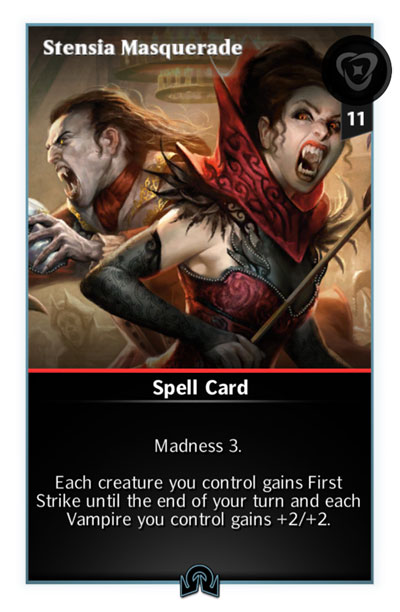 Stensia Masquerade
11
Spell Card
Madness 3.
Each creature you control gains First
Strike until the end of your turn and each
Vampire you control gains +2/+2.